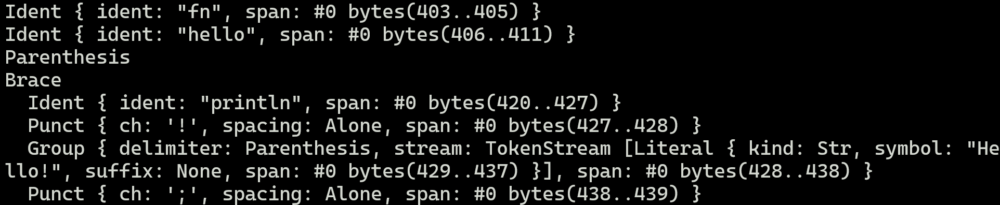 Ident { ident: "fn", span: #0 bytes(403..405) }
Ident { ident: "hello", span: #0 bytes(406..411) }
Parenthesis
Brace
  Ident { ident: "println", span: #0 bytes(420..427) }
  Punct { ch: '!', spacing: Alone, span: #0 bytes(427..428) }
  Group { delimiter: Parenthesis, stream: TokenStream [Literal { kind: Str, symbol: "He
llo!", suffix: None, span: #0 bytes(429..437) }], span: #0 bytes(428..438) }
  Punct { ch: ';', spacing: Alone, span: #0 bytes(438..439) }